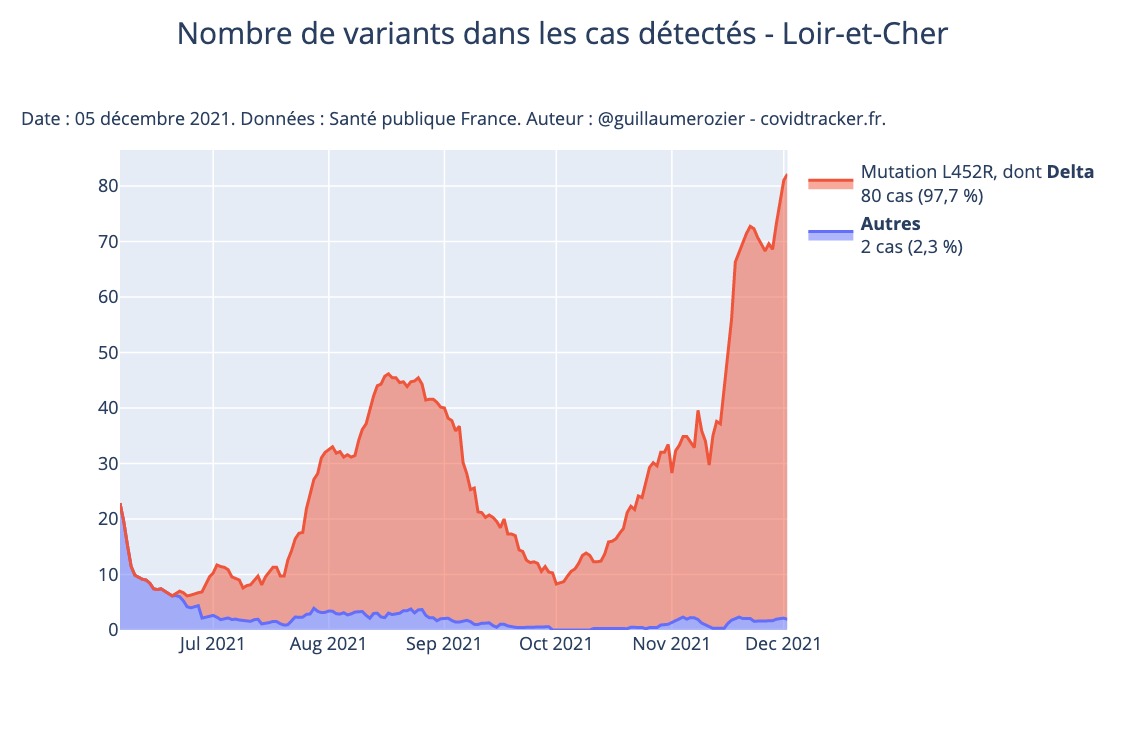 Nombre de variants dans les cas détectés - Loir-et-Cher
Date : 05 décembre 2021. Données : Santé publique France. Auteur : @guillaumerozier - covidtracker.fr.
Mutation L452R, dont Delta
80 cas (97,7 %)
Autres
2 cas (2,3 %)
80
70
60
50
40
30
20
10
0
Jul 2021
Aug 2021
Sep 2021
Oct 2021
Nov 2021
Dec 2021